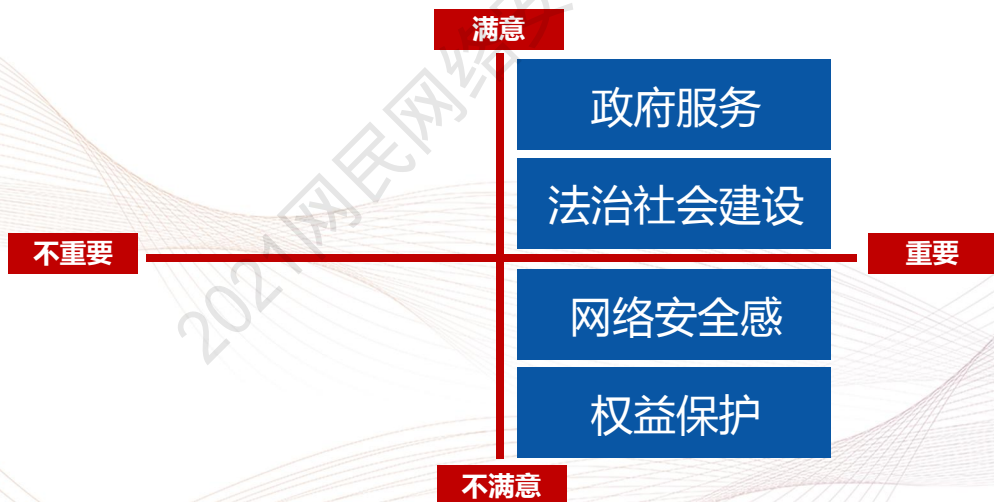 满意
政府服务
法治社会建设
不重要
重要
网络安全感
权益保护
不满意
2021网民网络安